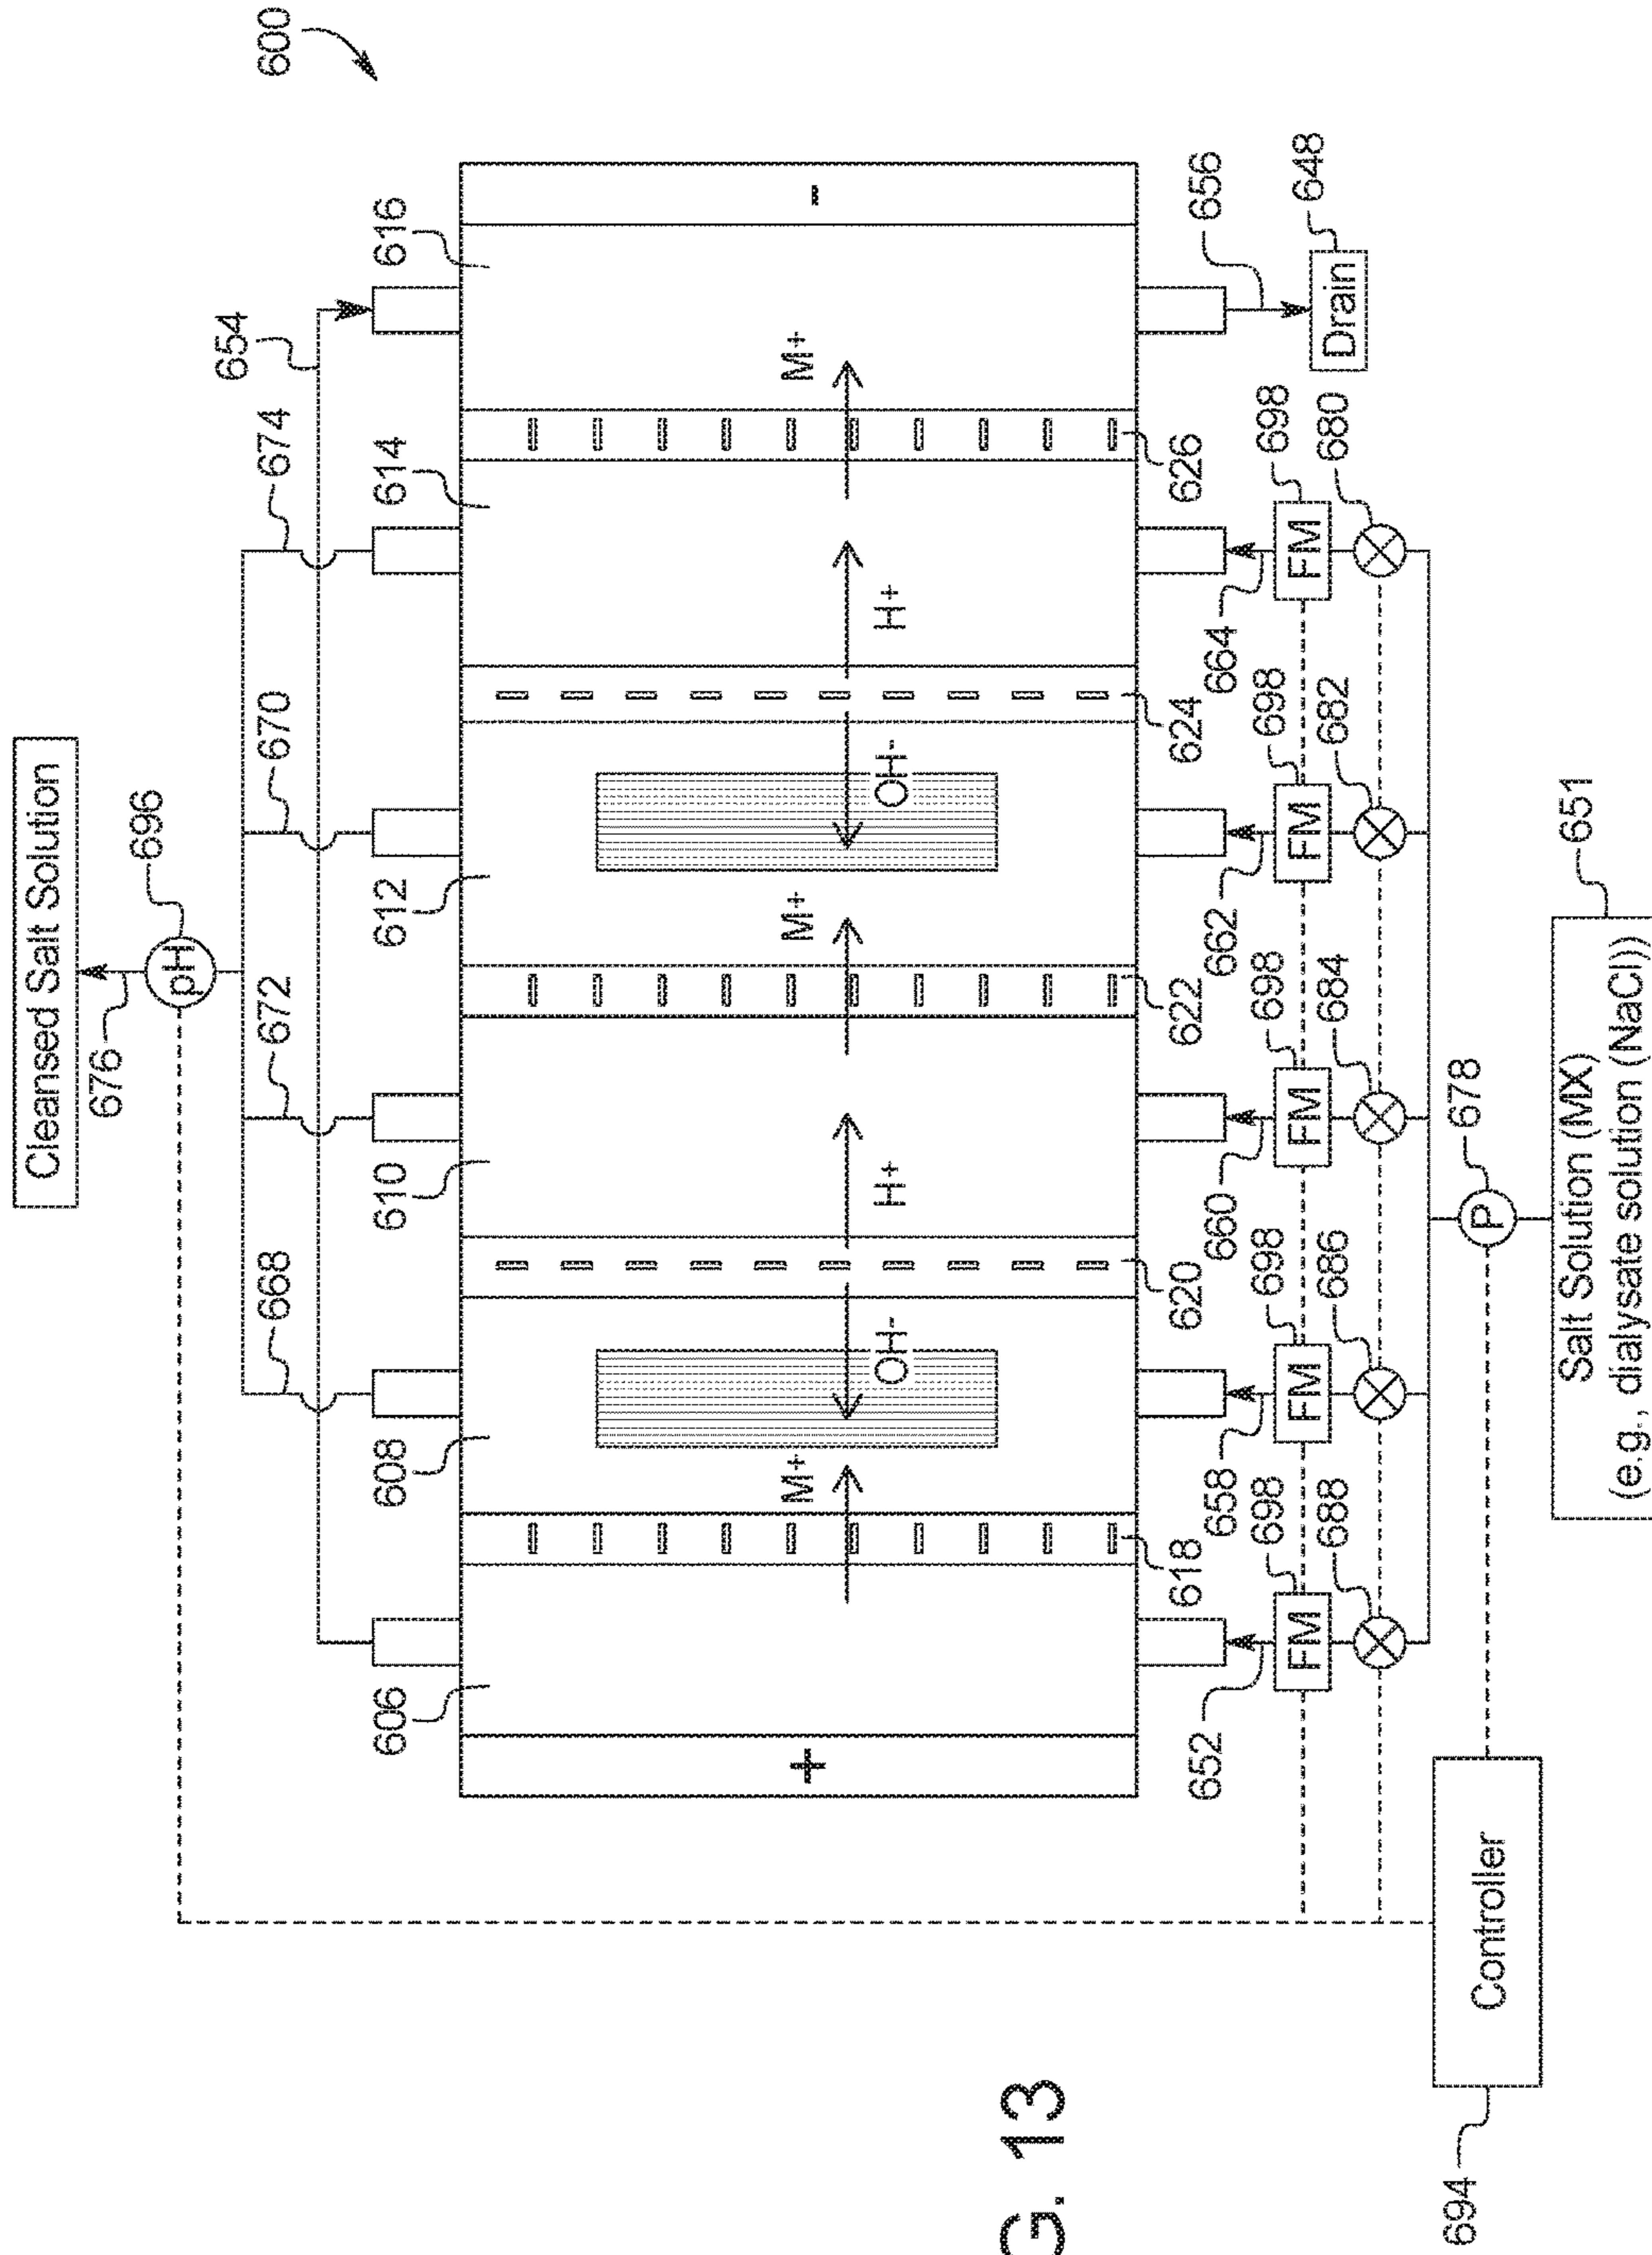 600
Cleansed Salt Solution
676
pH
696
668
672
670
674
654
606
608
610
612
614
616
+
-
M+
M+
M+
OH-
H+
OH-
H+
618
620
622
624
626
652
658
660
662
664
656
FM
698
FM
698
FM
698
FM
698
FM
698
648
Drain
688
686
684
682
680
P
678
651
Salt Solution (MX)
(e.g., dialysate solution (NaCl))
Controller
694
G. 13